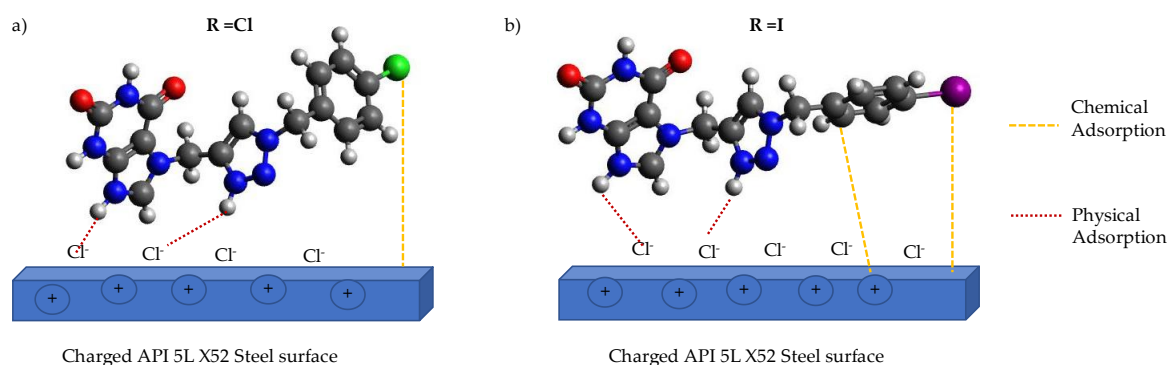 a)
R =Cl
Cl-
Cl-
Cl-
Cl-
+
+
+
+
+
Charged API 5L X52 Steel surface
b)
R =I
Cl-
Cl-
Cl-
Cl-
Cl-
+
+
+
+
+
Charged API 5L X52 Steel surface
Chemical
Adsorption
Physical
Adsorption